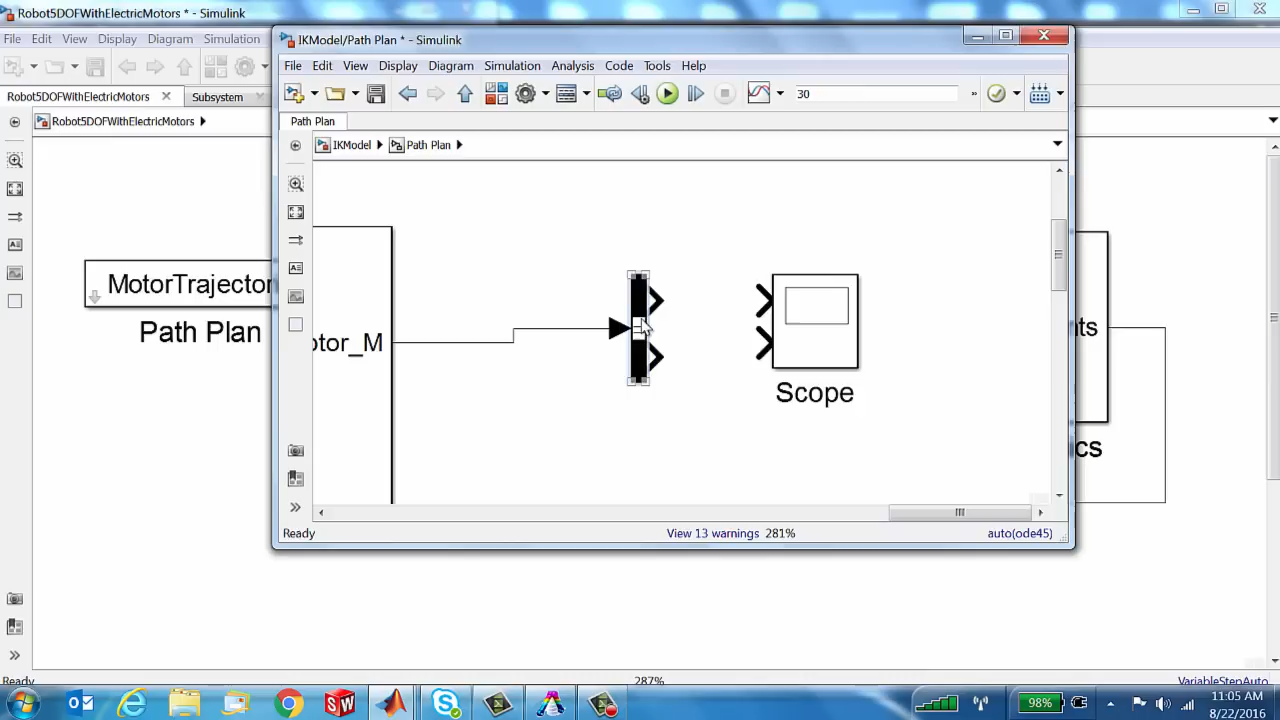 Robot5DOFWithElectricMotors * - Simulink
File Edit View Display Diagram Simulation
Robot5DOFWithElectricMotors Subsystem
Robot5DOFWithElectricMotors
MotorTrajector
Path Plan
nts
cs
Ready
287%
VariableStepAuto
IKModel/Path Plan * - Simulink
File Edit View Display Diagram Simulation Analysis Code Tools Help
30
»
Path Plan
IKModel Path Plan
otor_M
Scope
Ready
View 13 warnings
281%
auto(ode45)
98%
11:05 AM
8/22/2016